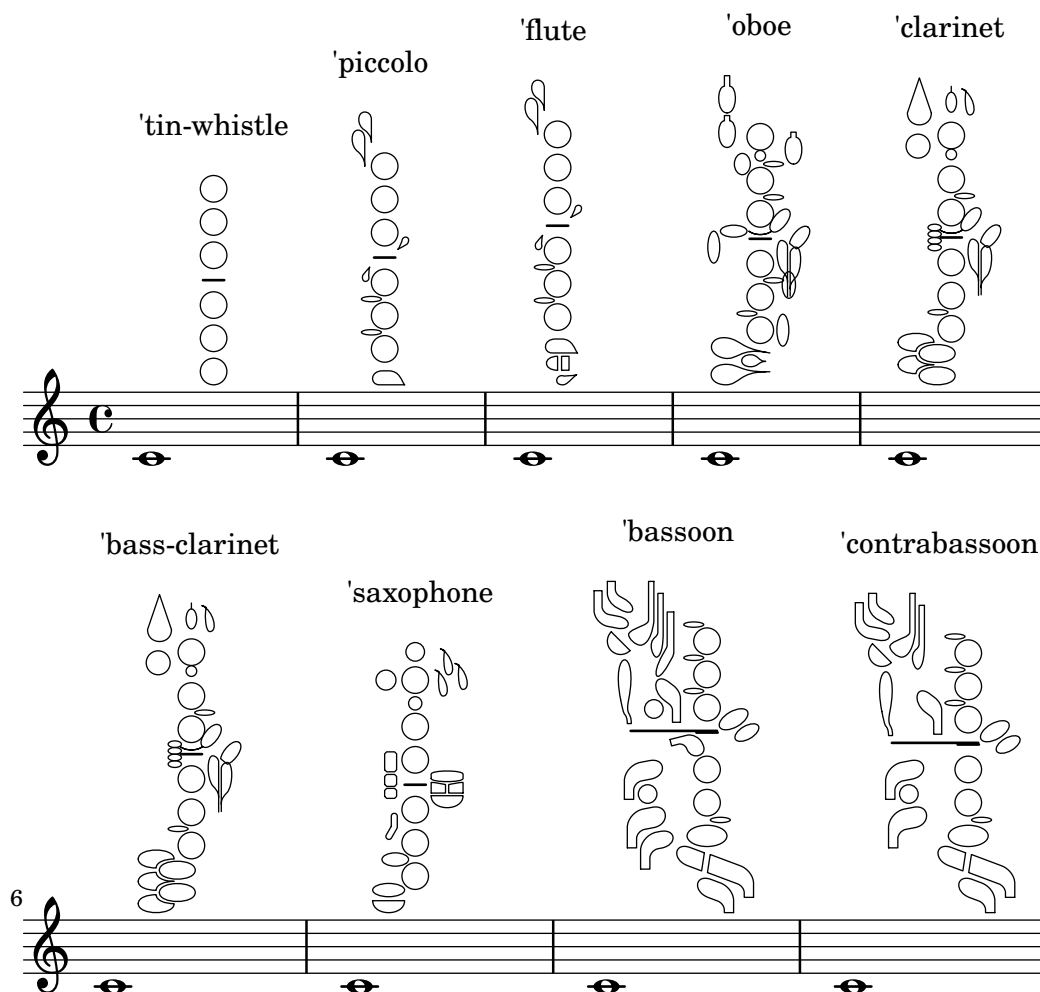 'tin-whistle
'piccolo
'flute
'oboe
'clarinet
6
'bass-clarinet
'saxophone
'bassoon
'contrabassoon